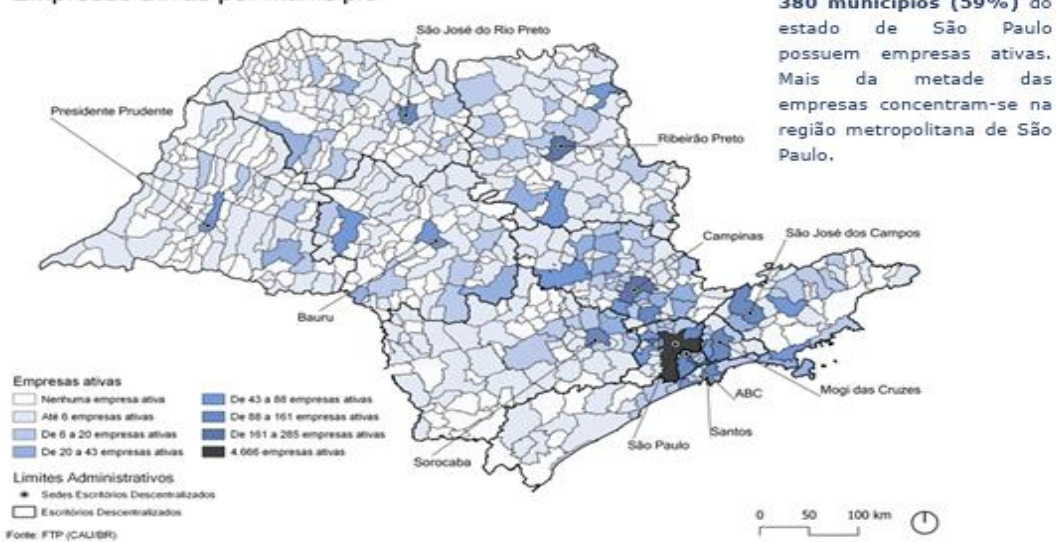 Empresas ativas por município
380 municípios (59%) do
estado de São Paulo
possuem empresas ativas.
Mais da metade das
empresas concentram-se na
região metropolitana de São
Paulo.
São José do Rio Preto
Presidente Prudente
Ribeirão Preto
Campinas
São José dos Campos
Bauru
Mogi das Cruzes
ABC
Santos
São Paulo
Sorocaba
Empresas ativas
Nenhuma empresa ativa
Até 6 empresas ativas
De 6 a 20 empresas ativas
De 20 a 43 empresas ativas
De 43 a 88 empresas ativas
De 88 a 161 empresas ativas
De 161 a 285 empresas ativas
4.666 empresas ativas
Limites Administrativos
Sedes Escritórios Descentralizados
Escritórios Descentralizados
Fonte: FTP (CAU/BR).
0 50 100 km